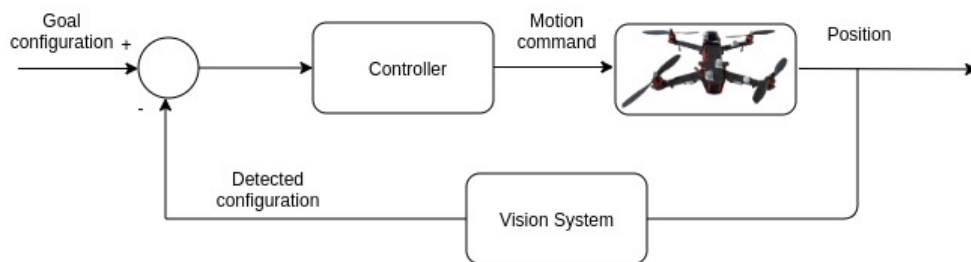 Goal
configuration
+
-
Controller
Motion
command
Position
Detected
configuration
Vision System